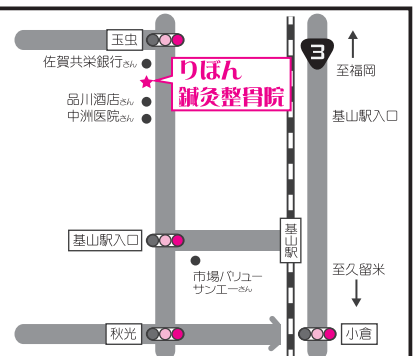 玉虫
佐賀共栄銀行さん
りぼん
鍼灸整骨院
品川酒店さん
中洲医院さん
3
至福岡
基山駅入口
基山駅入口
基山駅
市場バリュー
サンエーさん
至久留米
秋光
小倉